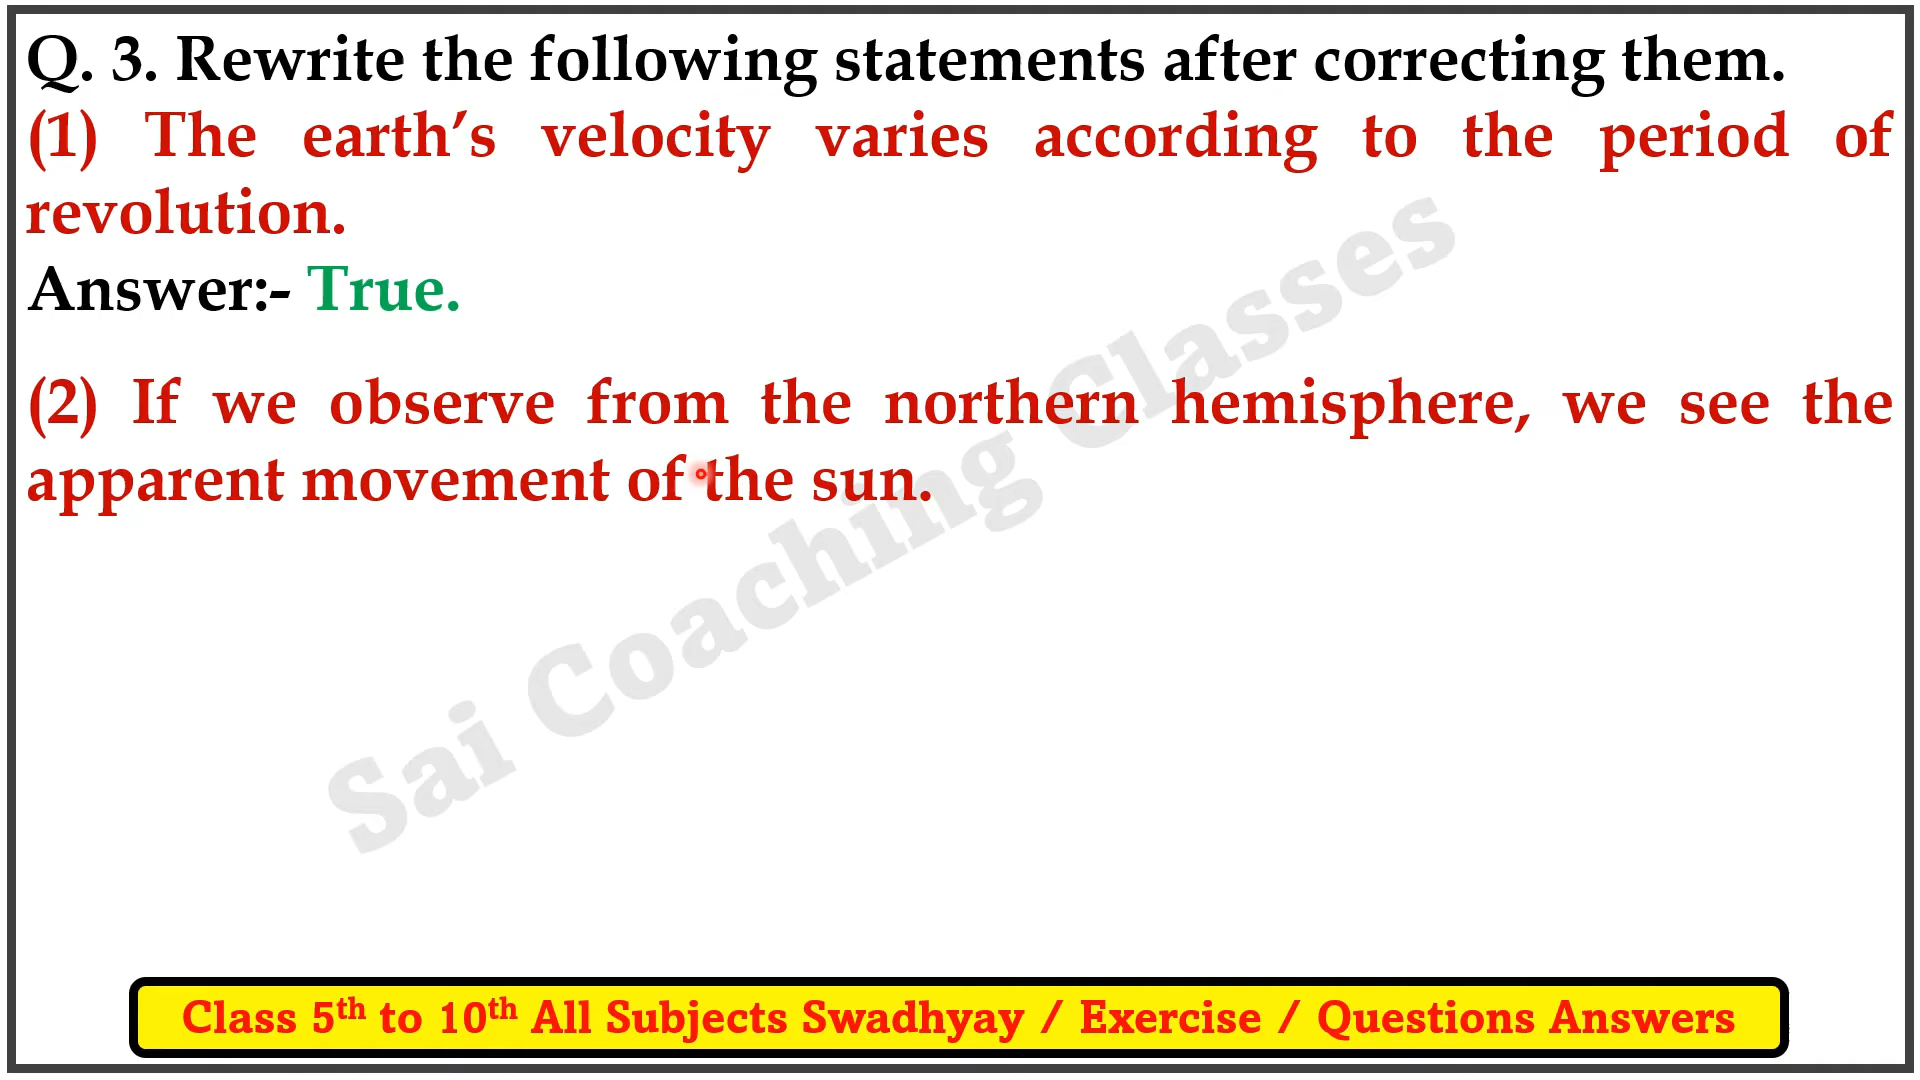 Q. 3. Rewrite the following statements after correcting them.
(1) The earth’s velocity varies according to the period of
revolution.
Answer:- True.
(2) If we observe from the northern hemisphere, we see the
apparent movement of the sun.
Sai Coaching Classes
Class 5th to 10th All Subjects Swadhyay / Exercise / Questions Answers